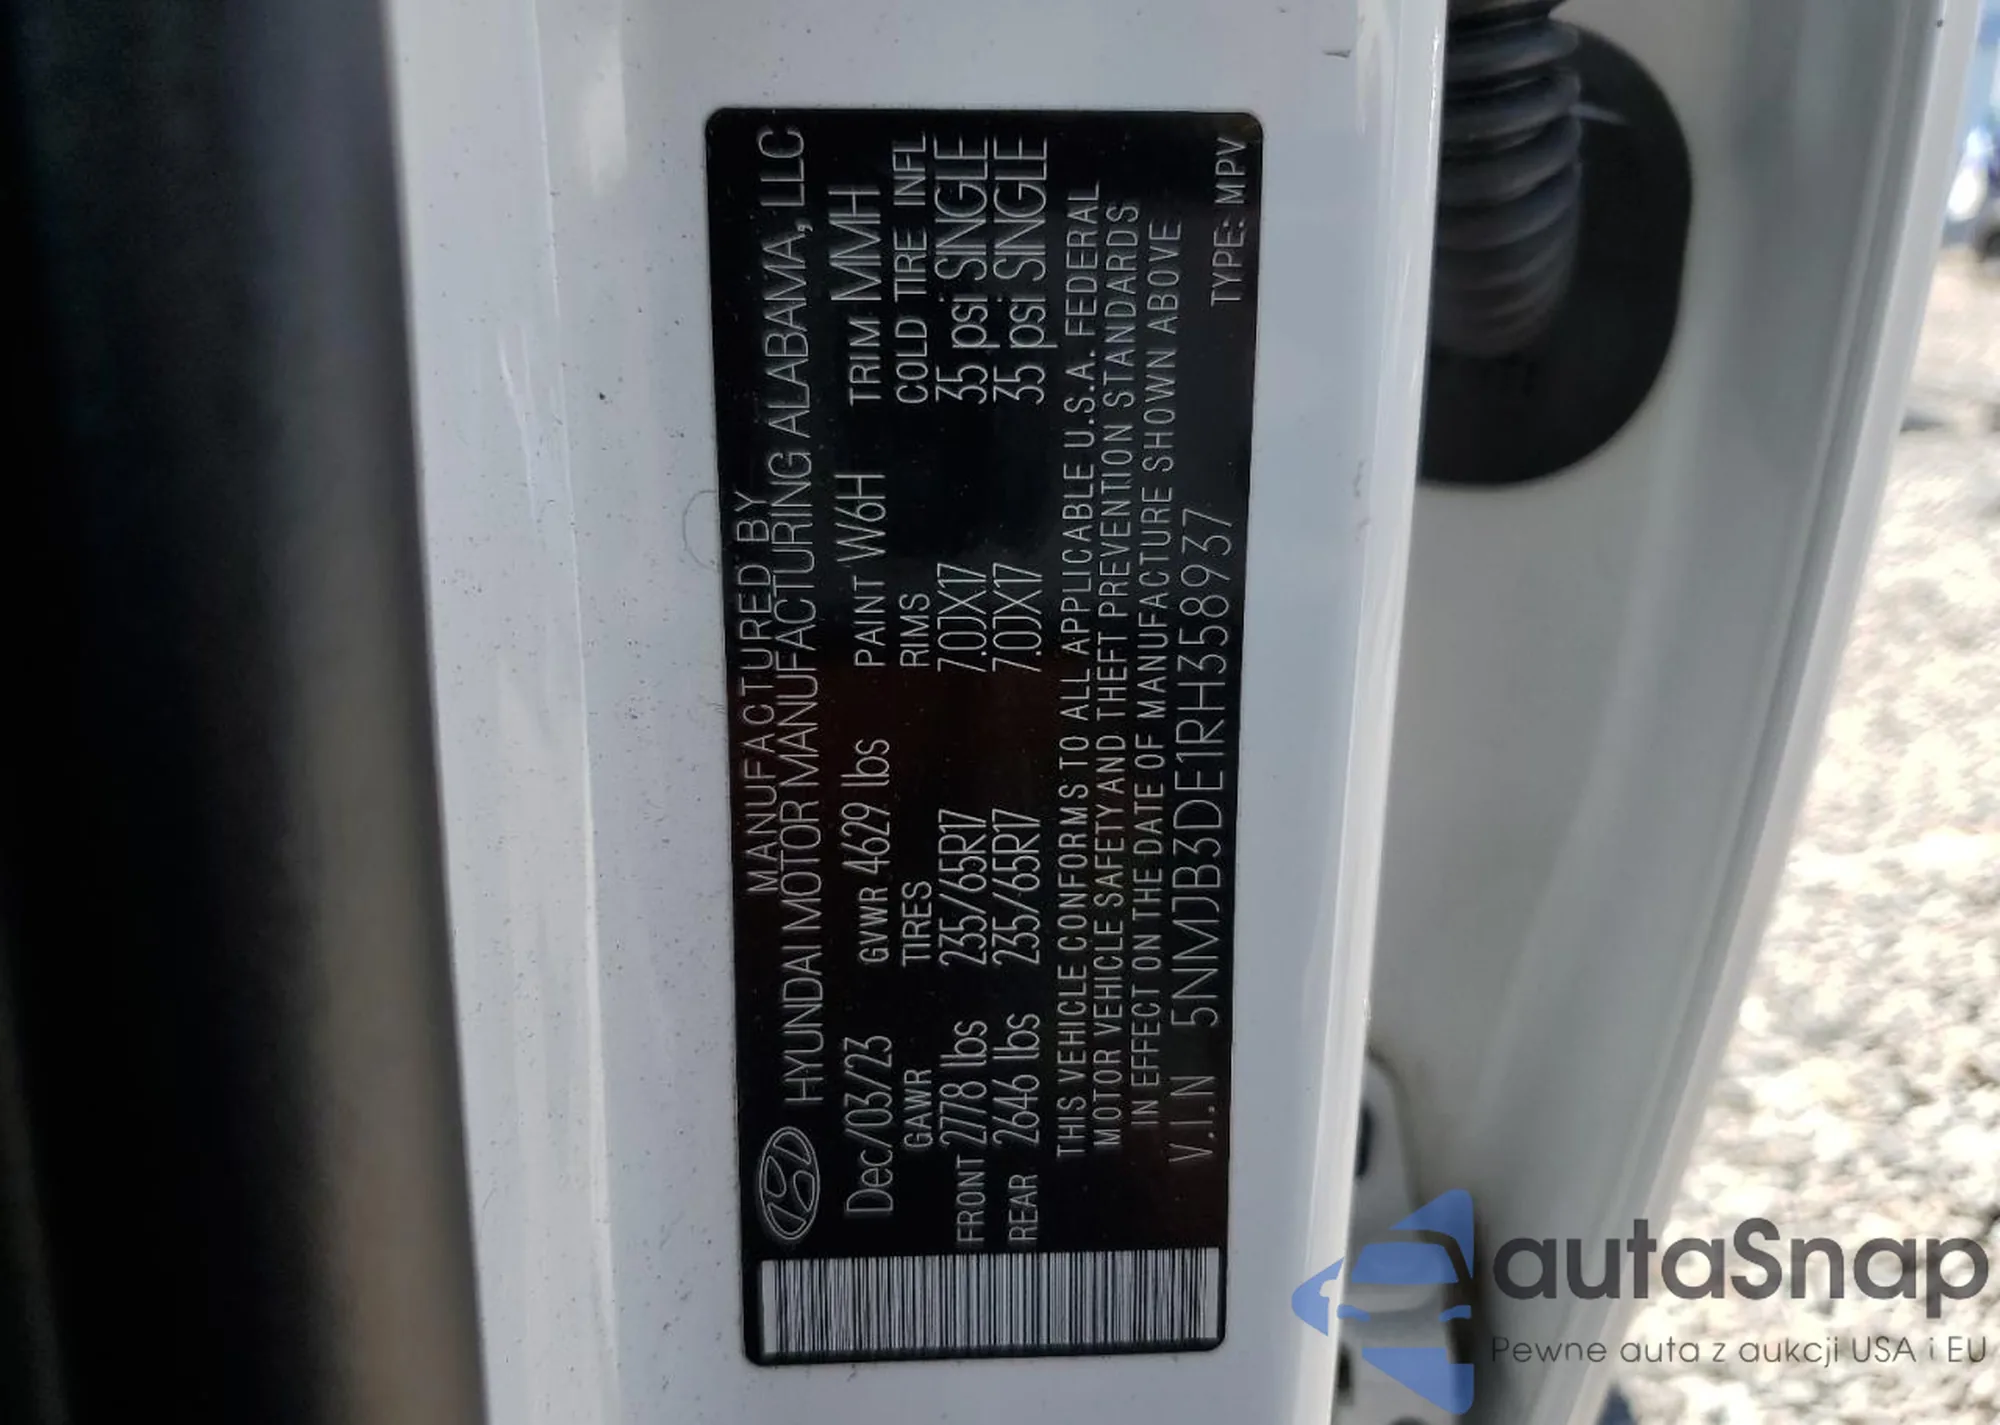 MANUFACTURED BY
HYUNDAI MOTOR MANUFACTURING ALABAMA, LLC
Dec/03/23 GVWR 4629 lbs PAINT W6H TRIM MMH
GAWR TIRES RIMS COLD TIRE INFL
FRONT 2778 lbs 235/65R17 7.0JX17 35 psi SINGLE
REAR 2646 lbs 235/65R17 7.0JX17 35 psi SINGLE
THIS VEHICLE CONFORMS TO ALL APPLICABLE U.S.A. FEDERAL
MOTOR VEHICLE SAFETY AND THEFT PREVENTION STANDARDS
IN EFFECT ON THE DATE OF MANUFACTURE SHOWN ABOVE
V.I.N 5NMJB3DE1RH358937 TYPE: MPV
autaSnap
Pewne auta z aukcji USA i EU